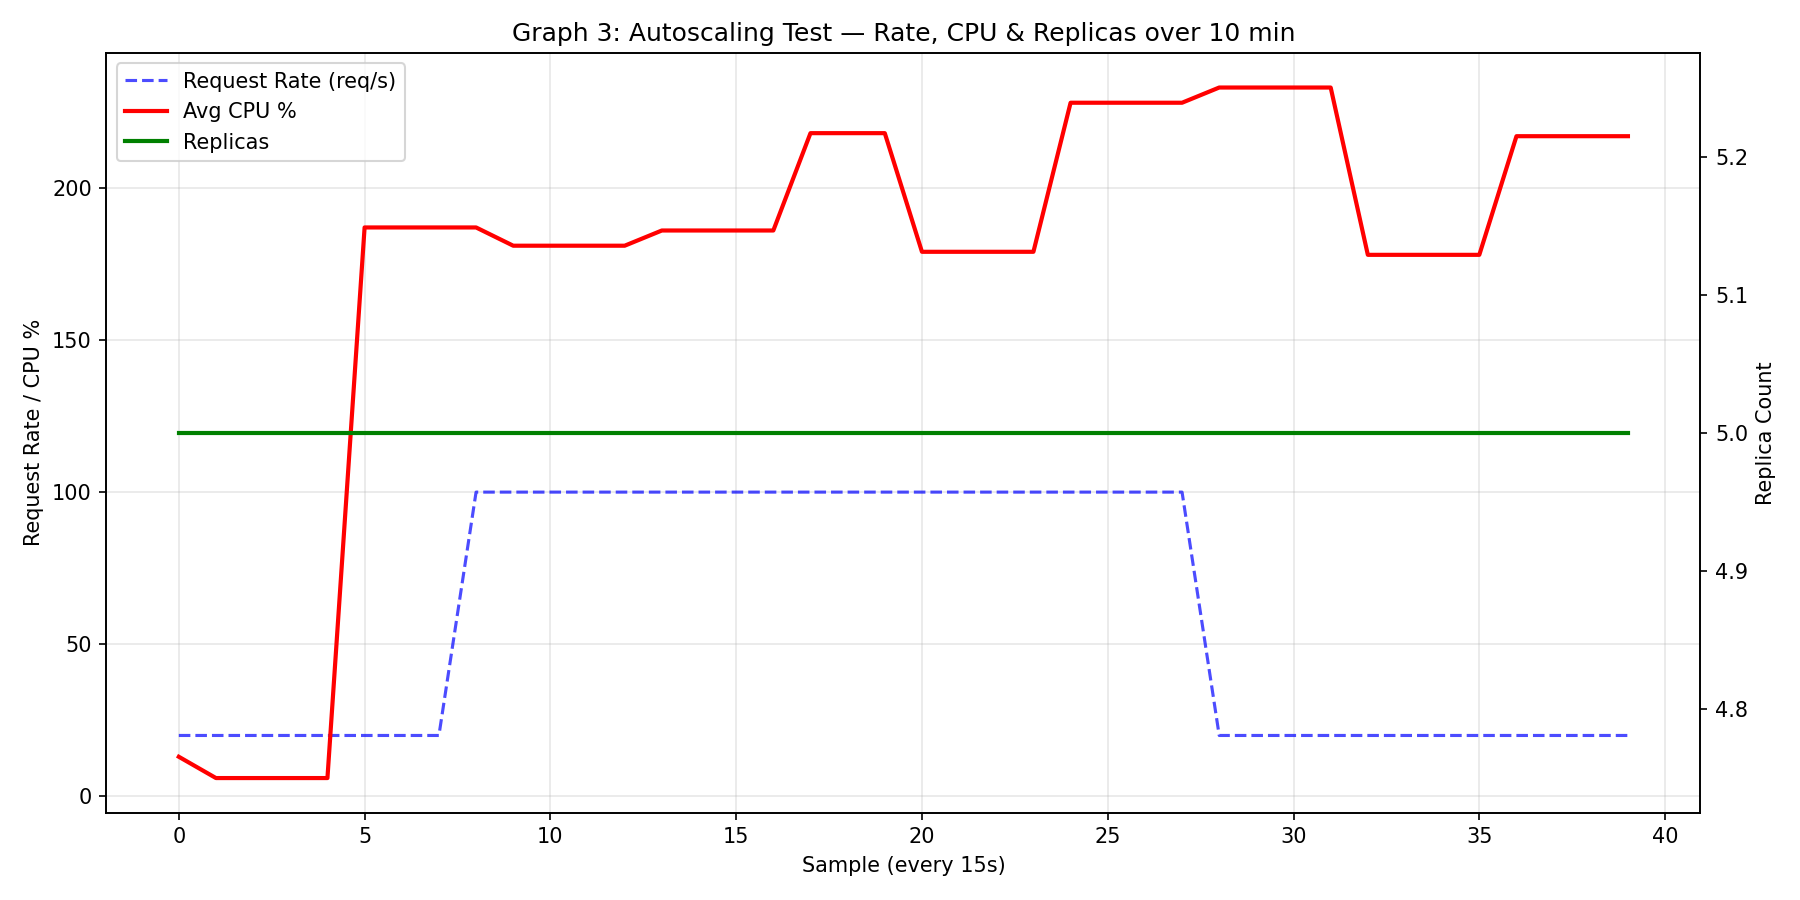 Graph 3: Autoscaling Test — Rate, CPU & Replicas over 10 min
Request Rate (req/s)
Avg CPU %
Replicas
Request Rate / CPU %
200
150
100
50
0
5.2
5.1
5.0
4.9
4.8
Replica Count
0 5 10 15 20 25 30 35 40
Sample (every 15s)